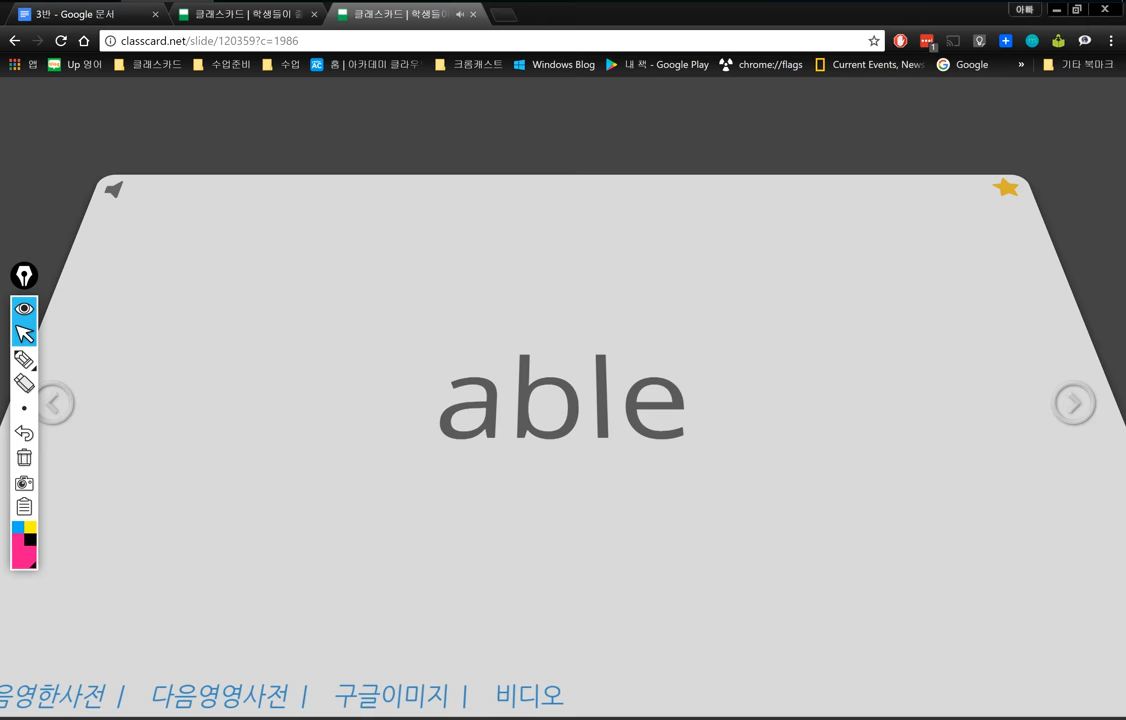 3반 - Google 문서
클래스카드 | 학생들이
클래스카드 | 학생들이
아빠
classcard.net/slide/120359?c=1986
1
앱 Up 영어 클래스카드 수업준비 수업 홈 | 아카데미 클라우 크롬캐스트 Windows Blog 내 책 - Google Play chrome://flags Current Events, News Google » 기타 북마크
able
음영한사전 | 다음영영사전 | 구글이미지 | 비디오